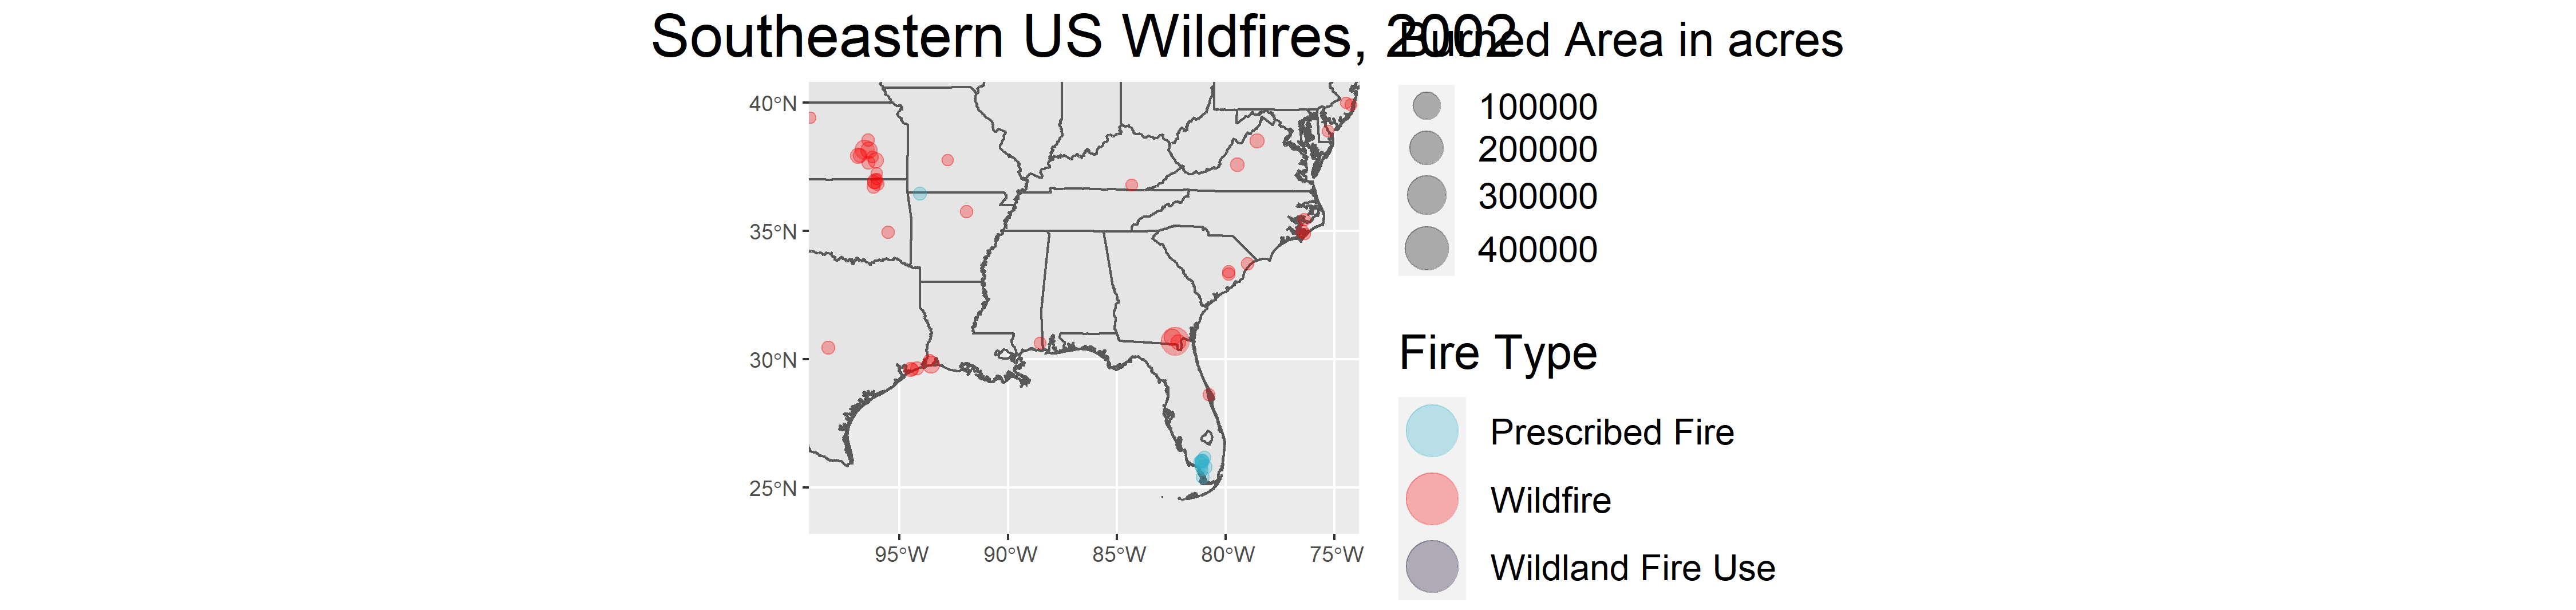 Southeastern US Wildfires, 2002
Burned Area in acres
100000
200000
300000
400000
Fire Type
Prescribed Fire
Wildfire
Wildland Fire Use
40°N
35°N
30°N
25°N
95°W
90°W
85°W
80°W
75°W